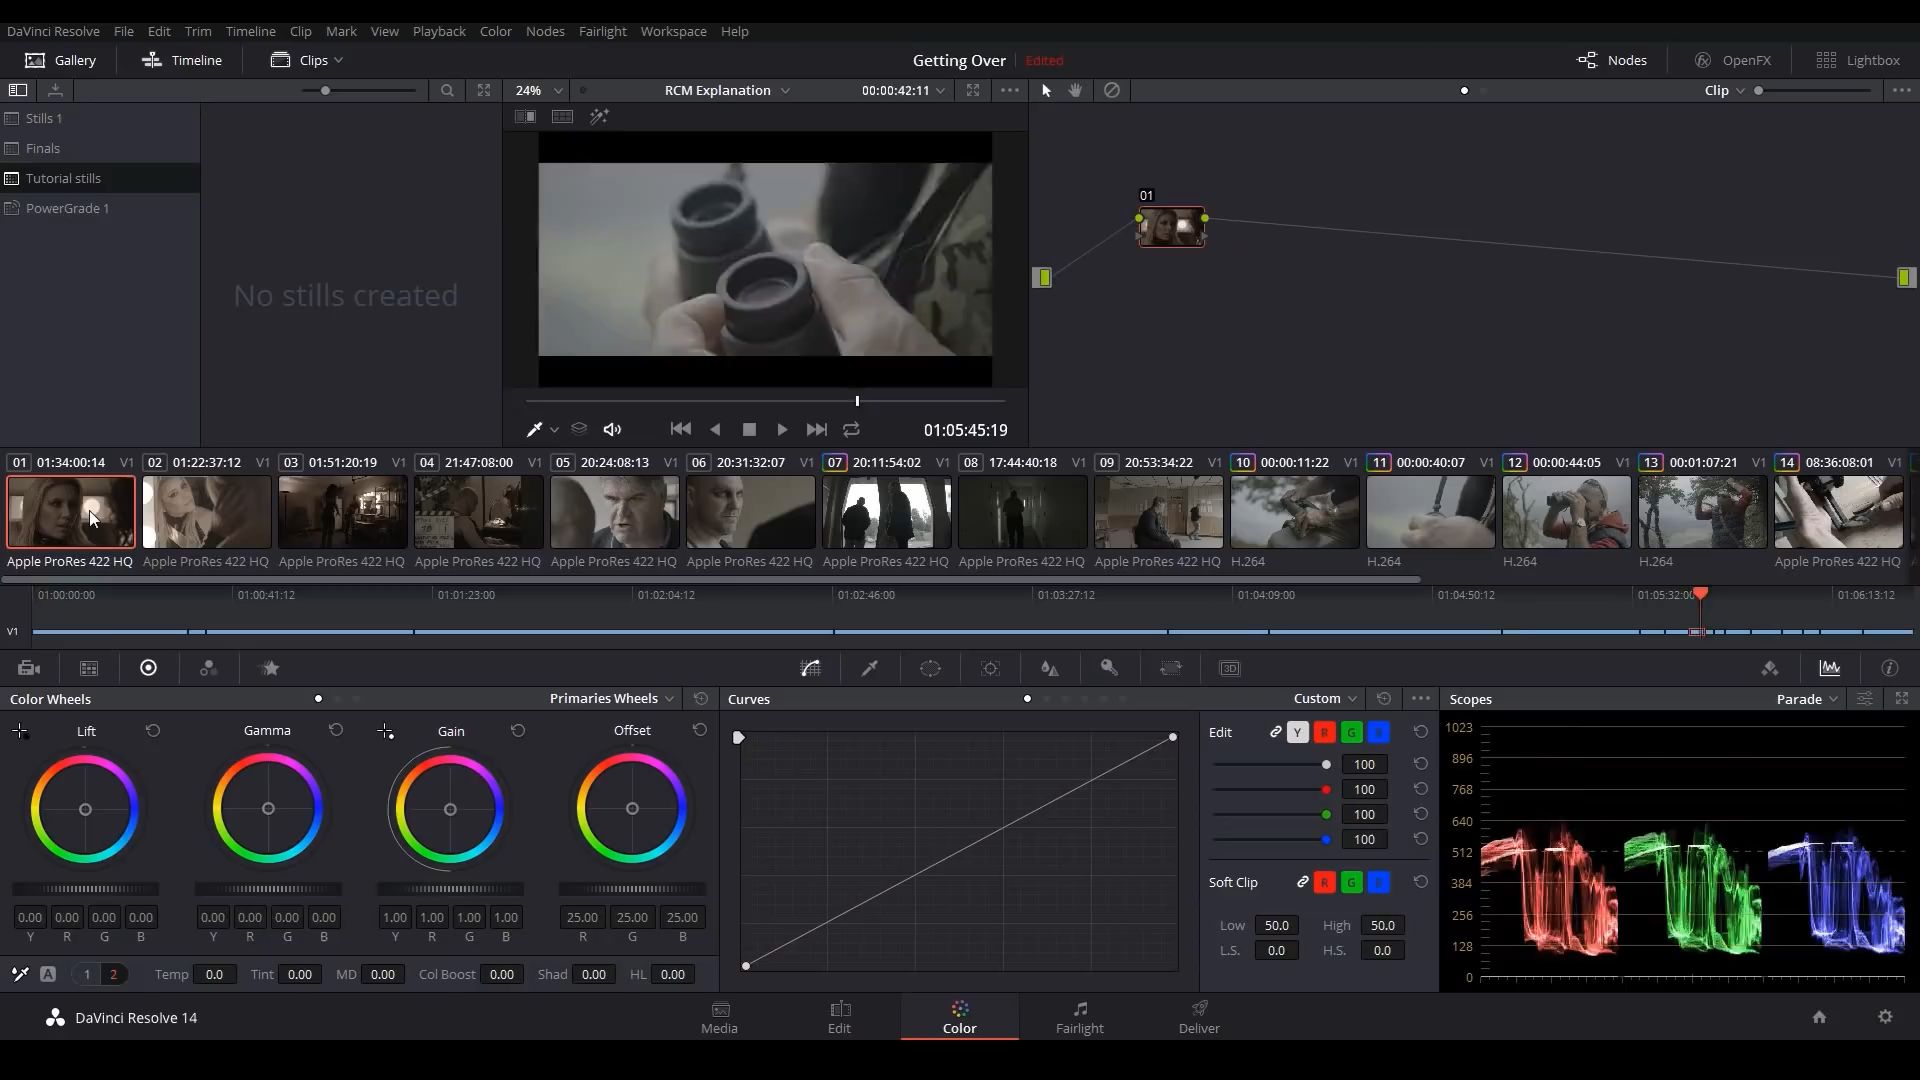 DaVinci Resolve File Edit Trim Timeline Clip Mark View Playback Color Nodes Fairlight Workspace Help
Gallery Timeline Clips Getting Over Edited Nodes OpenFX Lightbox
24% RCM Explanation 00:00:42:11 Clip
Stills 1
Finals
Tutorial stills
PowerGrade 1
No stills created
01
01:05:45:19
01 01:34:00:14 V1 02 01:22:37:12 V1 03 01:51:20:19 V1 04 21:47:08:00 V1 05 20:24:08:13 V1 06 20:31:32:07 V1 07 20:11:54:02 V1 08 17:44:40:18 V1 09 20:53:34:22 V1 10 00:00:11:22 V1 11 00:00:40:07 V1 12 00:00:44:05 V1 13 00:01:07:21 V1 14 08:36:08:01 V1
Apple ProRes 422 HQ Apple ProRes 422 HQ Apple ProRes 422 HQ Apple ProRes 422 HQ Apple ProRes 422 HQ Apple ProRes 422 HQ Apple ProRes 422 HQ Apple ProRes 422 HQ Apple ProRes 422 HQ H.264 H.264 H.264 H.264 Apple ProRes 422 HQ
01:00:00:00 01:00:41:12 01:01:23:00 01:02:04:12 01:02:46:00 01:03:27:12 01:04:09:00 01:04:50:12 01:05:32:00 01:06:13:12
V1
3D
Color Wheels Primaries Wheels Curves Custom Scopes Parade
Lift Gamma Gain Offset
Edit Y R G B
100
100
100
100
Soft Clip R G B
Low 50.0 High 50.0
L.S. 0.0 H.S. 0.0
1023
896
768
640
512
384
256
128
0
0.00 0.00 0.00 0.00 0.00 0.00 0.00 0.00 1.00 1.00 1.00 1.00 25.00 25.00 25.00
Y R G B Y R G B Y R G B R G B
A 1 2 Temp 0.0 Tint 0.00 MD 0.00 Col Boost 0.00 Shad 0.00 HL 0.00
DaVinci Resolve 14 Media Edit Color Fairlight Deliver